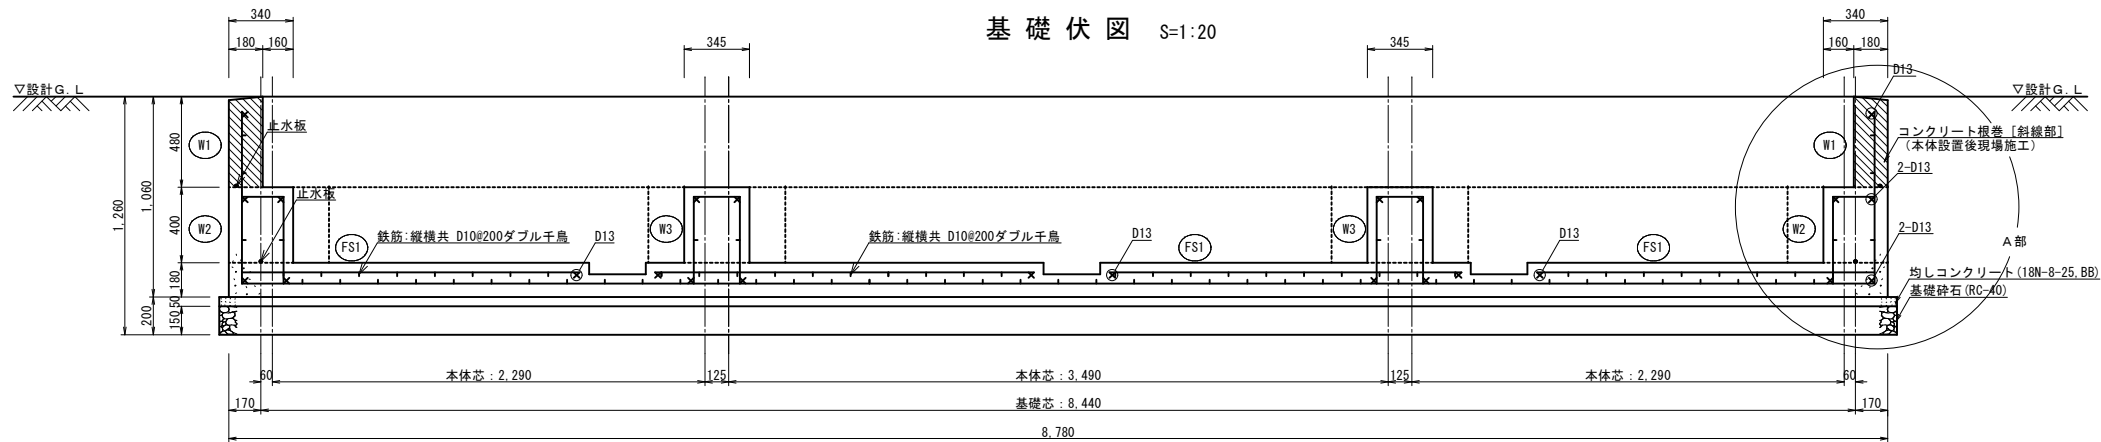 基礎伏図 S=1:20
340
180 160
345
345
340
160 180
▽設計G.L
▽設計G.L
D13
止水板
コンクリート根巻 [斜線部]
(本体設置後現場施工)
W1
W1
480
2-D13
止水板
1,060
1,260
400
W2
W3
W3
W2
FS1
鉄筋:縦横共 D10@200ダブル千鳥
D13
鉄筋:縦横共 D10@200ダブル千鳥
D13
FS1
D13
FS1
2-D13
A部
180
均しコンクリート(18N-8-25,BB)
基礎砕石(RC-40)
50
200
150
60
本体芯:2,290
125
本体芯:3,490
125
本体芯:2,290
60
170
基礎芯:8,440
170
8,780